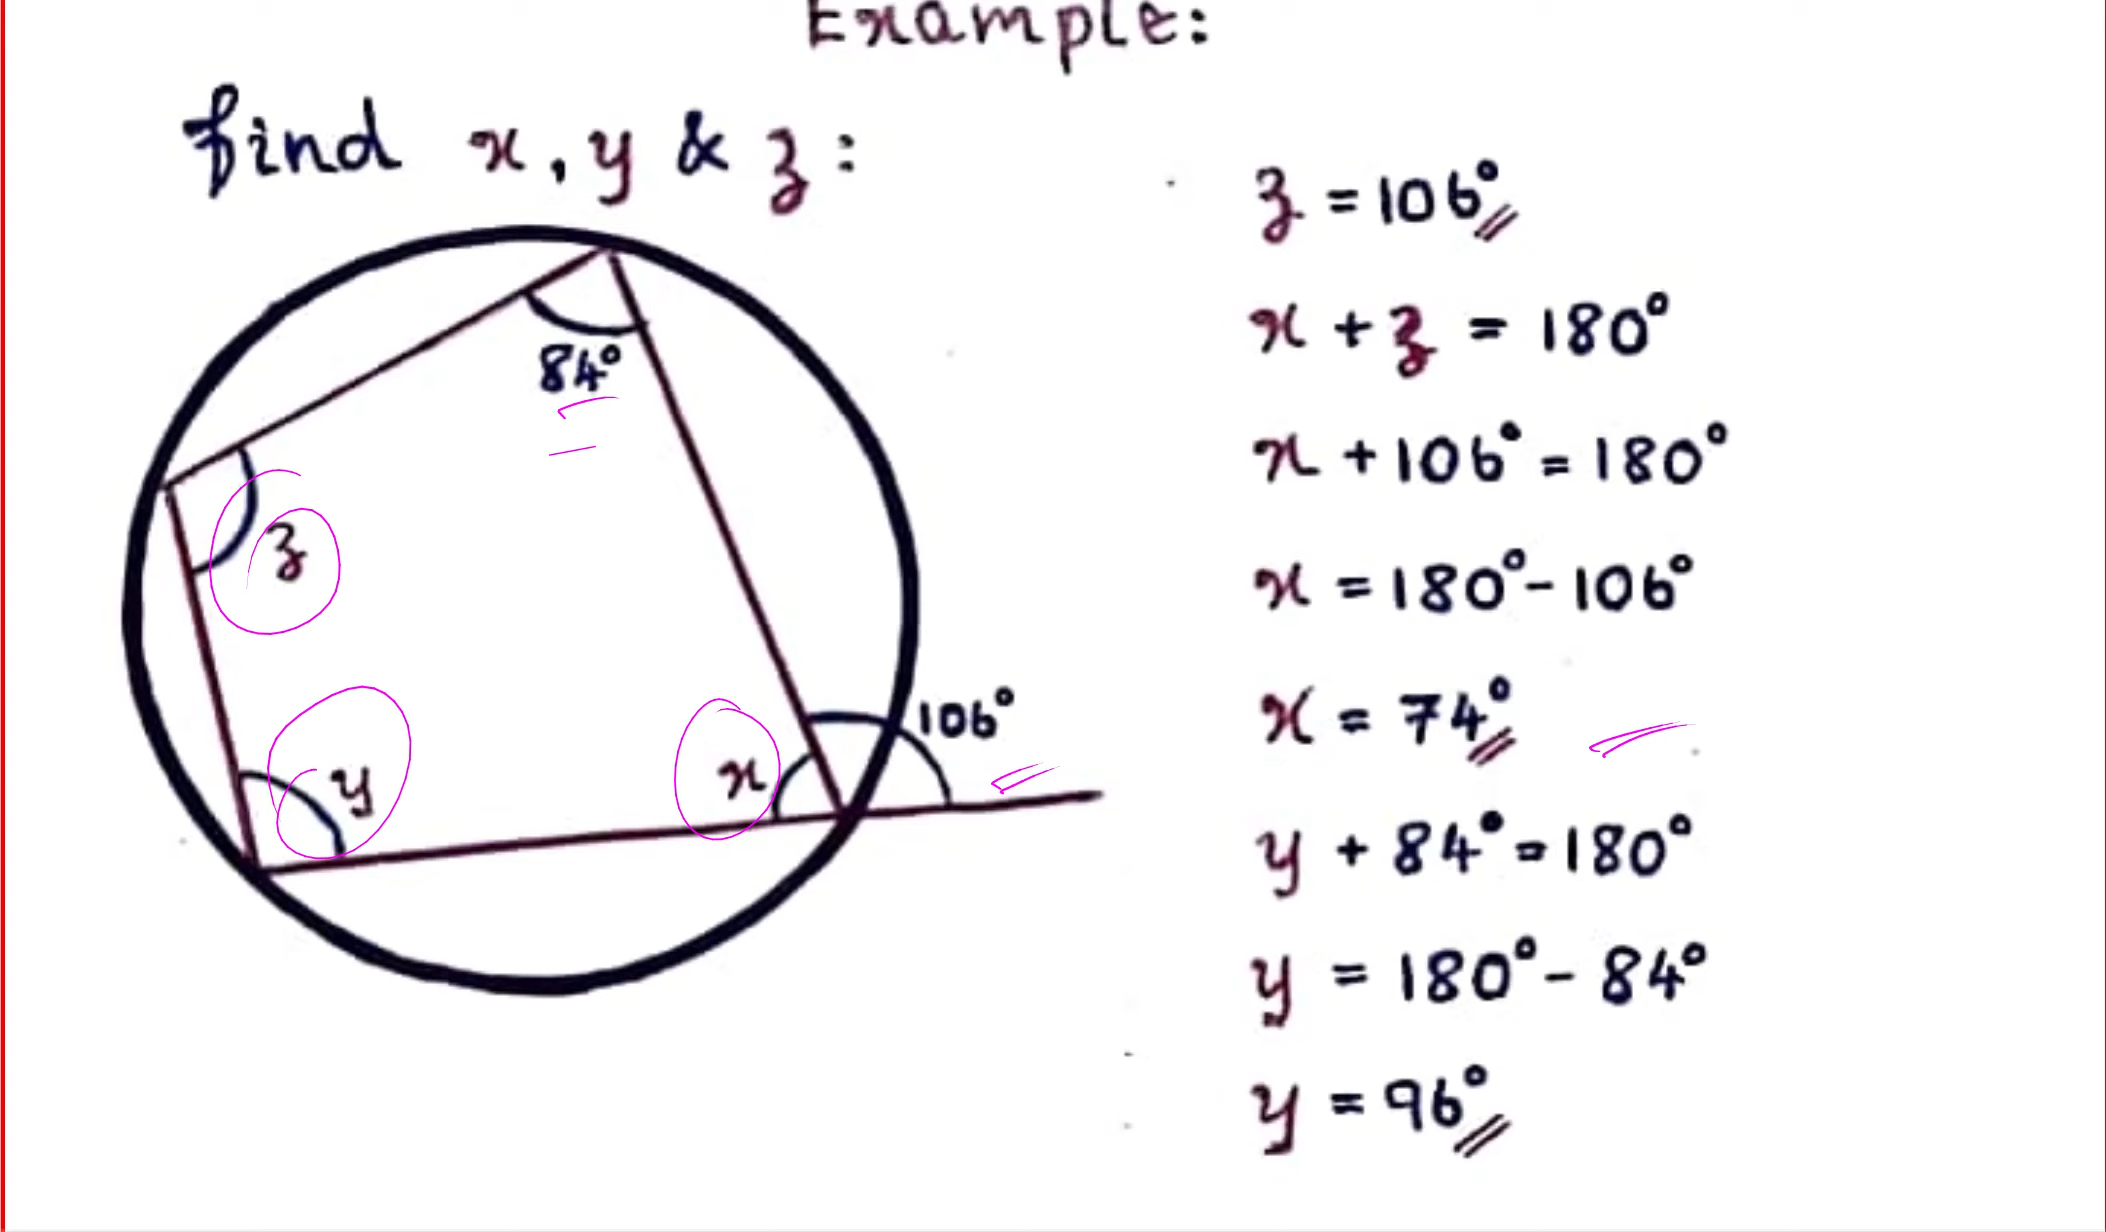 Example:
find x, y & z:
84°
z
y
x
106°
z = 106°
x + z = 180°
x + 106° = 180°
x = 180° - 106°
x = 74°
y + 84° = 180°
y = 180° - 84°
y = 96°